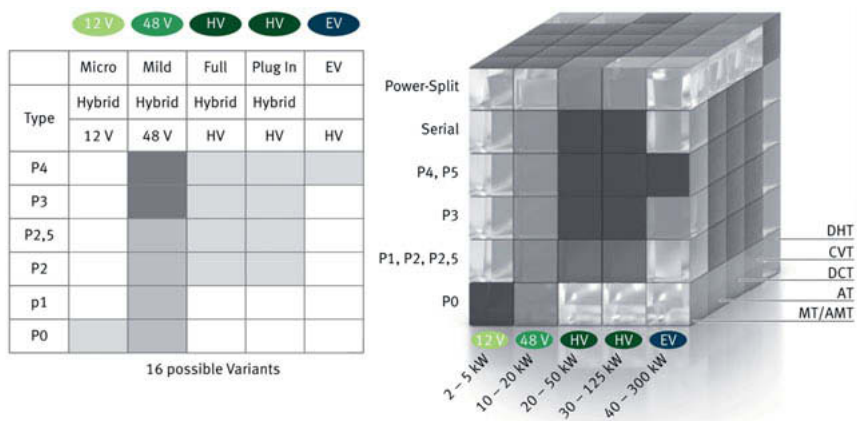 12 V 48 V HV HV EV
Type Micro Mild Full Plug In EV
Hybrid Hybrid Hybrid Hybrid
12 V 48 V HV HV HV
P4
P3
P2,5
P2
p1
P0
16 possible Variants
Power-Split
Serial
P4, P5
P3
P1, P2, P2,5
P0
12 V 48 V HV HV EV
2 – 5 kW
10 – 20 kW
20 – 50 kW
30 – 125 kW
40 – 300 kW
DHT
CVT
DCT
AT
MT/AMT